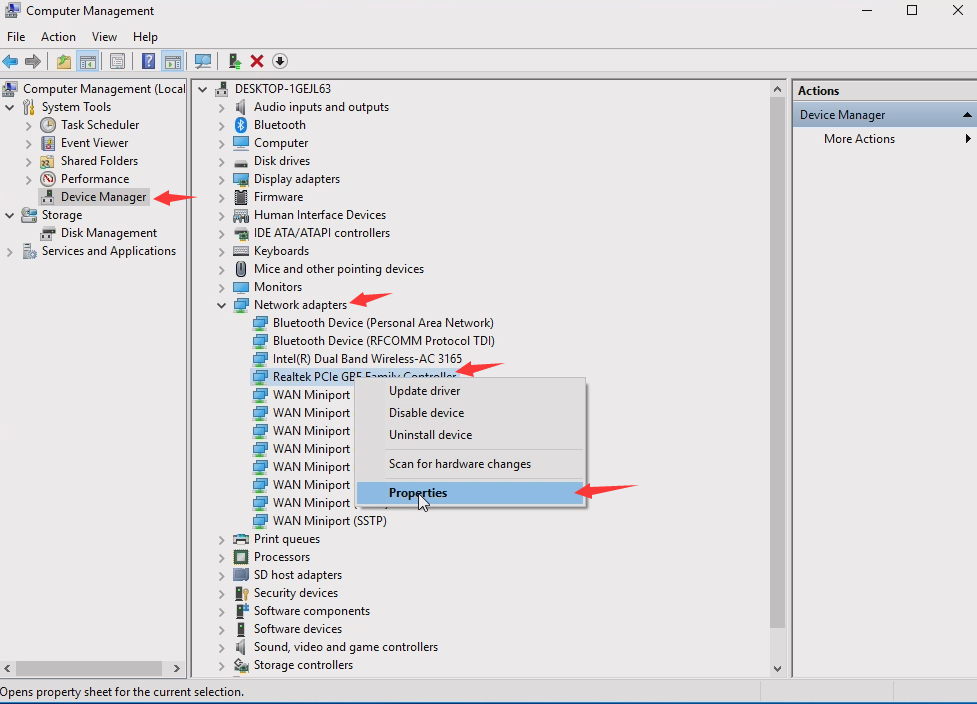 Computer Management
File Action View Help
Computer Management (Local
System Tools
Task Scheduler
Event Viewer
Shared Folders
Performance
Device Manager
Storage
Disk Management
Services and Applications
DESKTOP-1GEJL63
Audio inputs and outputs
Bluetooth
Computer
Disk drives
Display adapters
Firmware
Human Interface Devices
IDE ATA/ATAPI controllers
Keyboards
Mice and other pointing devices
Monitors
Network adapters
Bluetooth Device (Personal Area Network)
Bluetooth Device (RFCOMM Protocol TDI)
Intel(R) Dual Band Wireless-AC 3165
Realtek PCIe GBE Family Controller
WAN Miniport
WAN Miniport
WAN Miniport
WAN Miniport
WAN Miniport
WAN Miniport
WAN Miniport
WAN Miniport (SSTP)
Print queues
Processors
SD host adapters
Security devices
Software components
Software devices
Sound, video and game controllers
Storage controllers
Update driver
Disable device
Uninstall device
Scan for hardware changes
Properties
Actions
Device Manager
More Actions
Opens property sheet for the current selection.